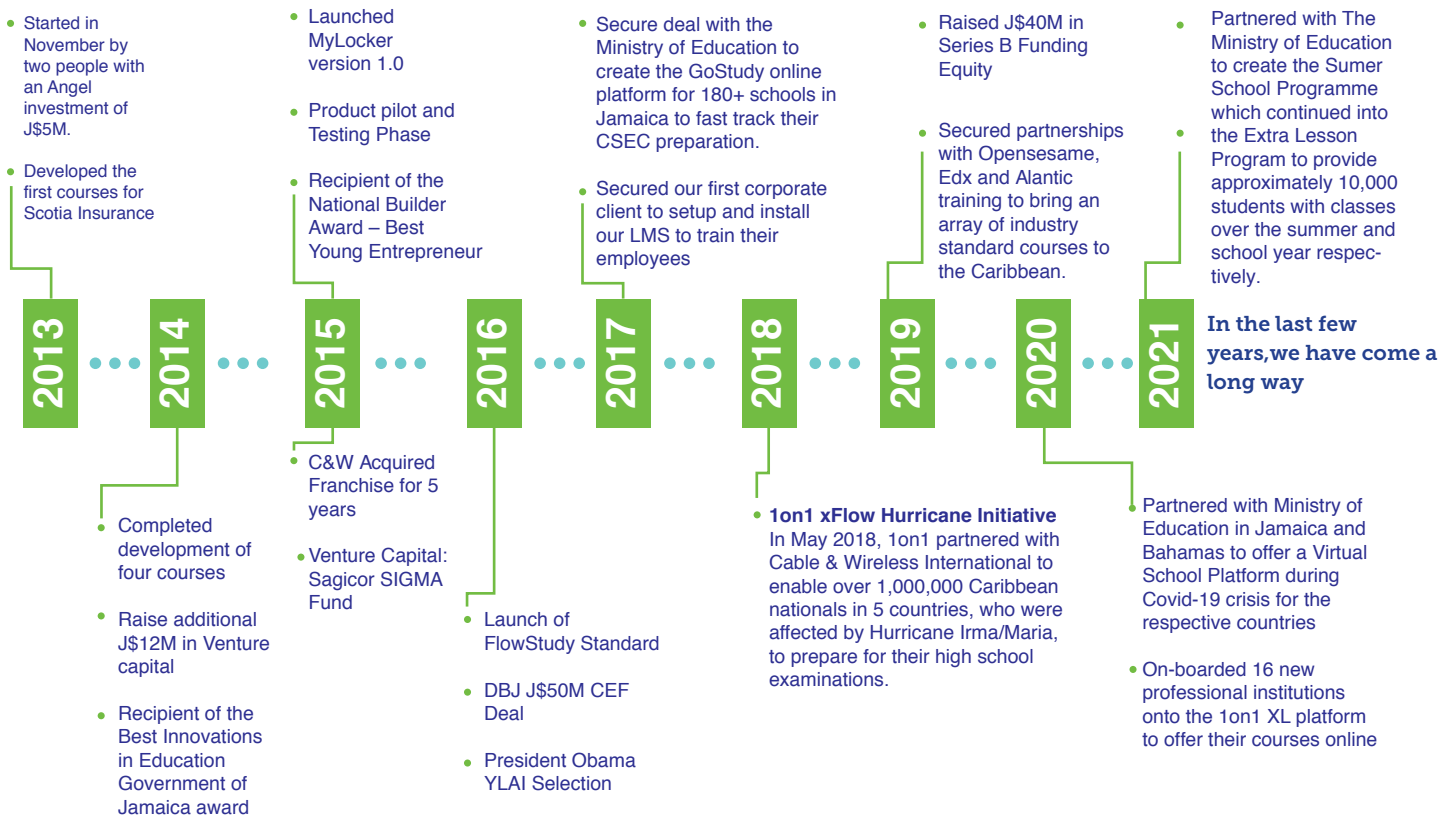 Started in
November by
two people with
an Angel
investment of
J$5M.
Developed the
first courses for
Scotia Insurance
Launched
MyLocker
version 1.0
Product pilot and
Testing Phase
Recipient of the
National Builder
Award – Best
Young Entrepreneur
Secure deal with the
Ministry of Education to
create the GoStudy online
platform for 180+ schools in
Jamaica to fast track their
CSEC preparation.
Secured our first corporate
client to setup and install
our LMS to train their
employees
Raised J$40M in
Series B Funding
Equity
Secured partnerships
with Opensesame,
Edx and Alantic
training to bring an
array of industry
standard courses to
the Caribbean.
Partnered with The
Ministry of Education
to create the Sumer
School Programme
which continued into
the Extra Lesson
Program to provide
approximately 10,000
students with classes
over the summer and
school year respec-
tively.
2013
2014
2015
2016
2017
2018
2019
2020
2021
In the last few
years,we have come a
long way
Completed
development of
four courses
Raise additional
J$12M in Venture
capital
Recipient of the
Best Innovations
in Education
Government of
Jamaica award
C&W Acquired
Franchise for 5
years
Venture Capital:
Sagicor SIGMA
Fund
Launch of
FlowStudy Standard
DBJ J$50M CEF
Deal
President Obama
YLAI Selection
1on1 xFlow Hurricane Initiative
In May 2018, 1on1 partnered with
Cable & Wireless International to
enable over 1,000,000 Caribbean
nationals in 5 countries, who were
affected by Hurricane Irma/Maria,
to prepare for their high school
examinations.
Partnered with Ministry of
Education in Jamaica and
Bahamas to offer a Virtual
School Platform during
Covid-19 crisis for the
respective countries
On-boarded 16 new
professional institutions
onto the 1on1 XL platform
to offer their courses online